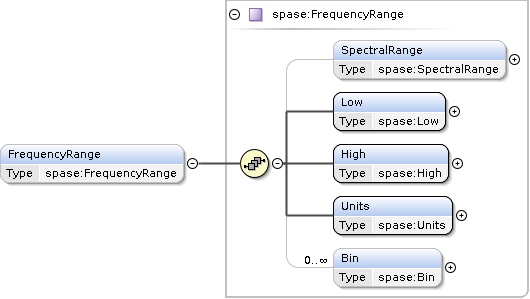 spase:FrequencyRange
SpectralRange
Type spase:SpectralRange
Low
Type spase:Low
FrequencyRange
Type spase:FrequencyRange
High
Type spase:High
Units
Type spase:Units
0..∞
Bin
Type spase:Bin